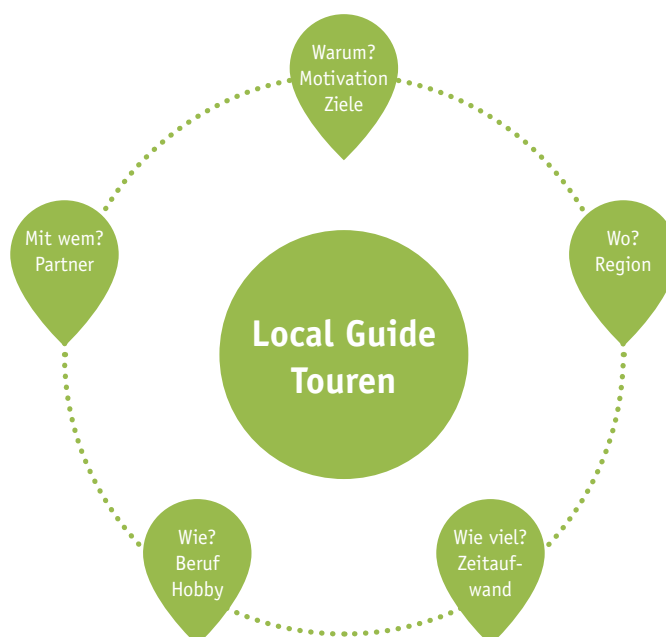 Warum?
Motivation
Ziele
Mit wem?
Partner
Wo?
Region
Local Guide
Touren
Wie?
Beruf
Hobby
Wie viel?
Zeitauf-
wand